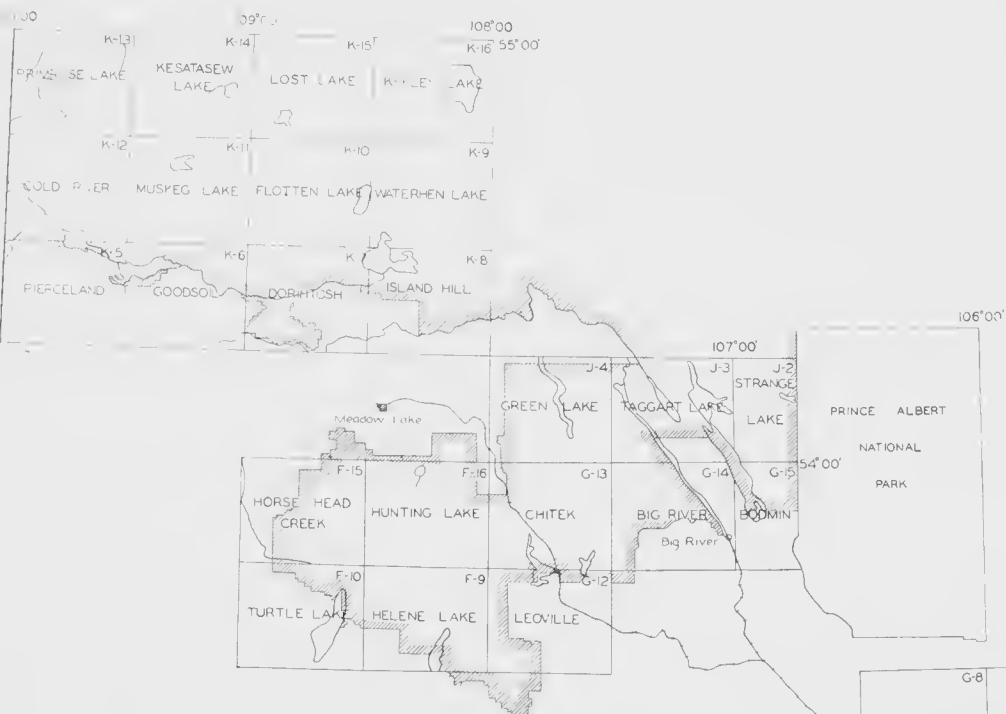 108°00'
K-13
K-14
K-15
K-16 55°00'
KESATASEW
LAKE
LOST LAKE
LAKE
K-12
K-11
K-10
K-9
MUSKEG LAKE
FLOTTEN LAKE
WATERHEN LAKE
K-5
K-6
K
K-8
PIERCELAND
GOODSOIL
DORINTOSH
ISLAND HILL
106°00'
107°00'
J-4
J-3
J-2
GREEN LAKE
TAGGART LAKE
STRANGE
LAKE
PRINCE ALBERT
NATIONAL
PARK
Meadow Lake
54°00'
F-15
F-16
G-13
G-14
G-15
HORSE HEAD
CREEK
HUNTING LAKE
CHITEK
BIG RIVER
BODMIN
Big River
F-10
F-9
G-12
TURTLE LAKE
HELENE LAKE
LEOVILLE
G-8